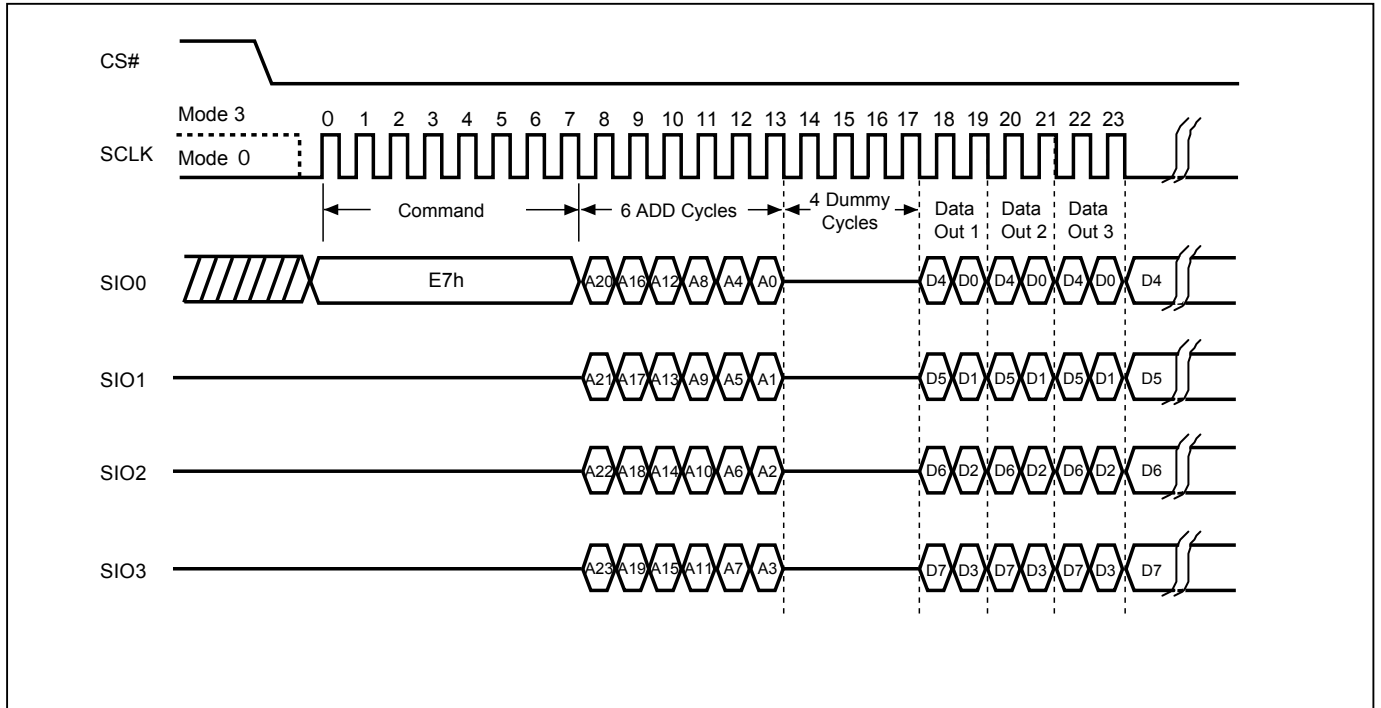 CS#
Mode 3
0 1 2 3 4 5 6 7 8 9 10 11 12 13 14 15 16 17 18 19 20 21 22 23
SCLK
Mode 0
Command
6 ADD Cycles
4 Dummy
Cycles
Data
Out 1
Data
Out 2
Data
Out 3
SIO0 E7h A20 A16 A12 A8 A4 A0 D4 D0 D4 D0 D4 D0 D4
SIO1 A21 A17 A13 A9 A5 A1 D5 D1 D5 D1 D5 D1 D5
SIO2 A22 A18 A14 A10 A6 A2 D6 D2 D6 D2 D6 D2 D6
SIO3 A23 A19 A15 A11 A7 A3 D7 D3 D7 D3 D7 D3 D7